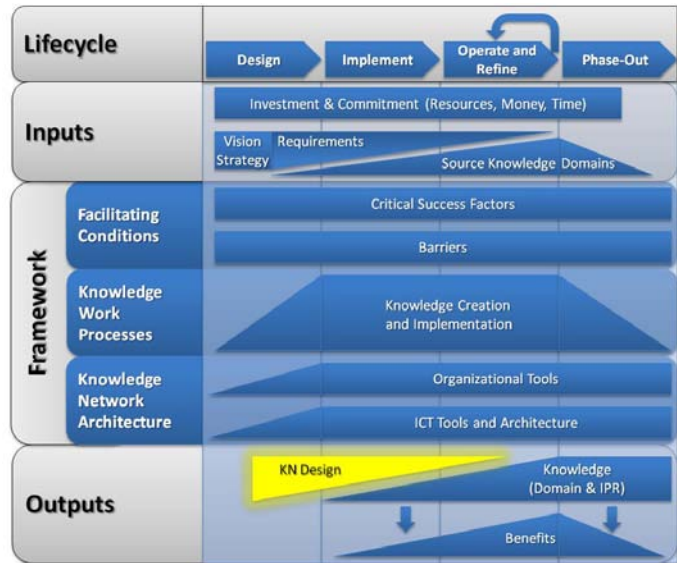 Lifecycle
Design
Implement
Operate and
Refine
Phase-Out
Inputs
Investment & Commitment (Resources, Money, Time)
Vision
Strategy
Requirements
Source Knowledge Domains
Framework
Facilitating
Conditions
Critical Success Factors
Barriers
Knowledge
Work
Processes
Knowledge Creation
and Implementation
Knowledge
Network
Architecture
Organizational Tools
ICT Tools and Architecture
Outputs
KN Design
Knowledge
(Domain & IPR)
Benefits